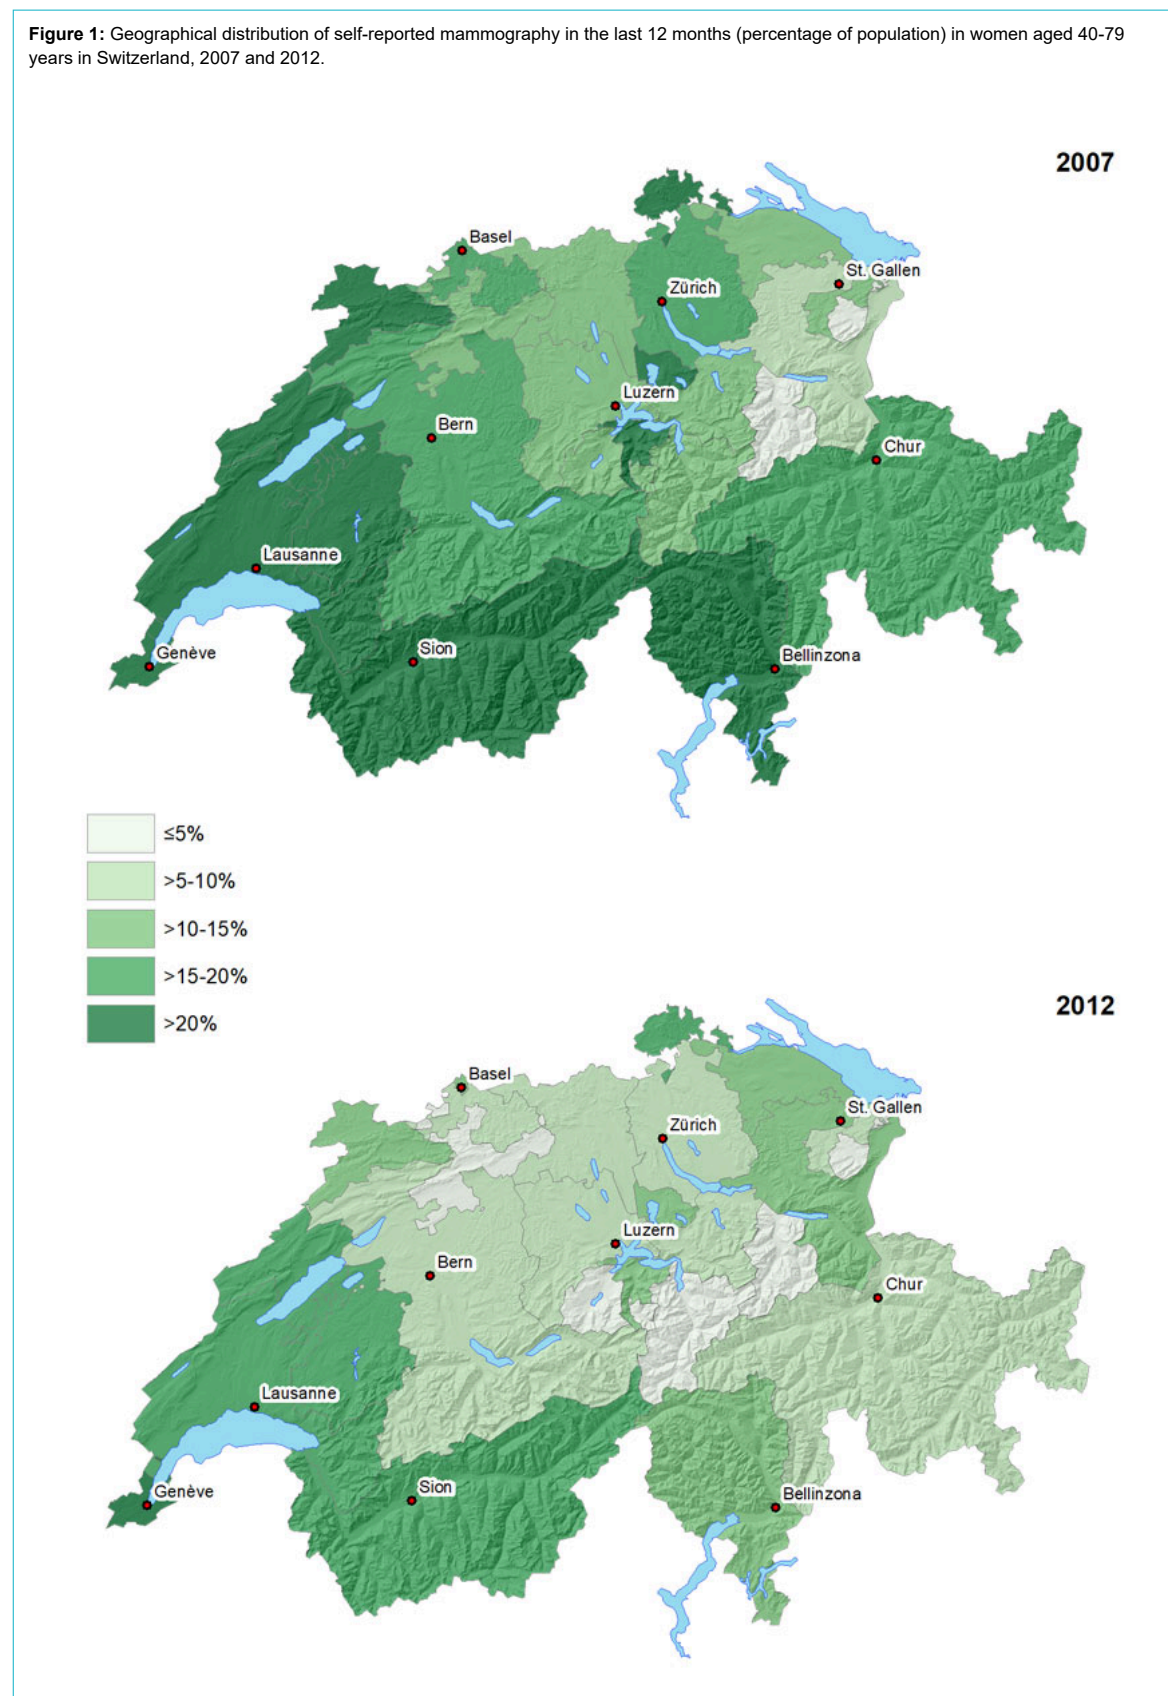 Figure 1: Geographical distribution of self-reported mammography in the last 12 months (percentage of population) in women aged 40-79
years in Switzerland, 2007 and 2012.
2007
Basel
St. Gallen
Zürich
Luzern
Bern
Chur
Lausanne
Sion
Genève
Bellinzona
≤5%
>5-10%
>10-15%
>15-20%
>20%
2012
Basel
St. Gallen
Zürich
Luzern
Bern
Chur
Lausanne
Sion
Genève
Bellinzona